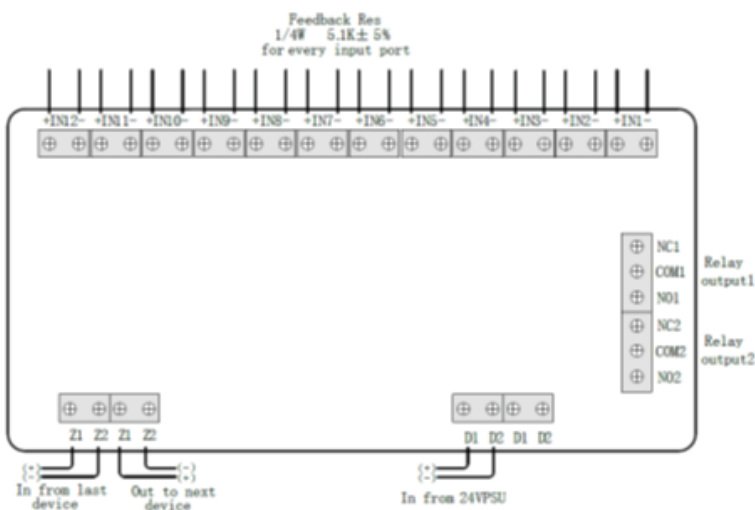 Feedback Res
1/4W 5.1K± 5%
for every input port
+IN12- +IN11- +IN10- +IN9- +IN8- +IN7- +IN6- +IN5- +IN4- +IN3- +IN2- +IN1-
NC1
COM1
NO1
Relay
output1
NC2
COM2
NO2
Relay
output2
Z1 Z2 Z1 Z2
D1 D2 D1 D2
(+) (-)
(-) (+)
(+)
(-)
In from last
device
Out to next
device
In from 24VPSU